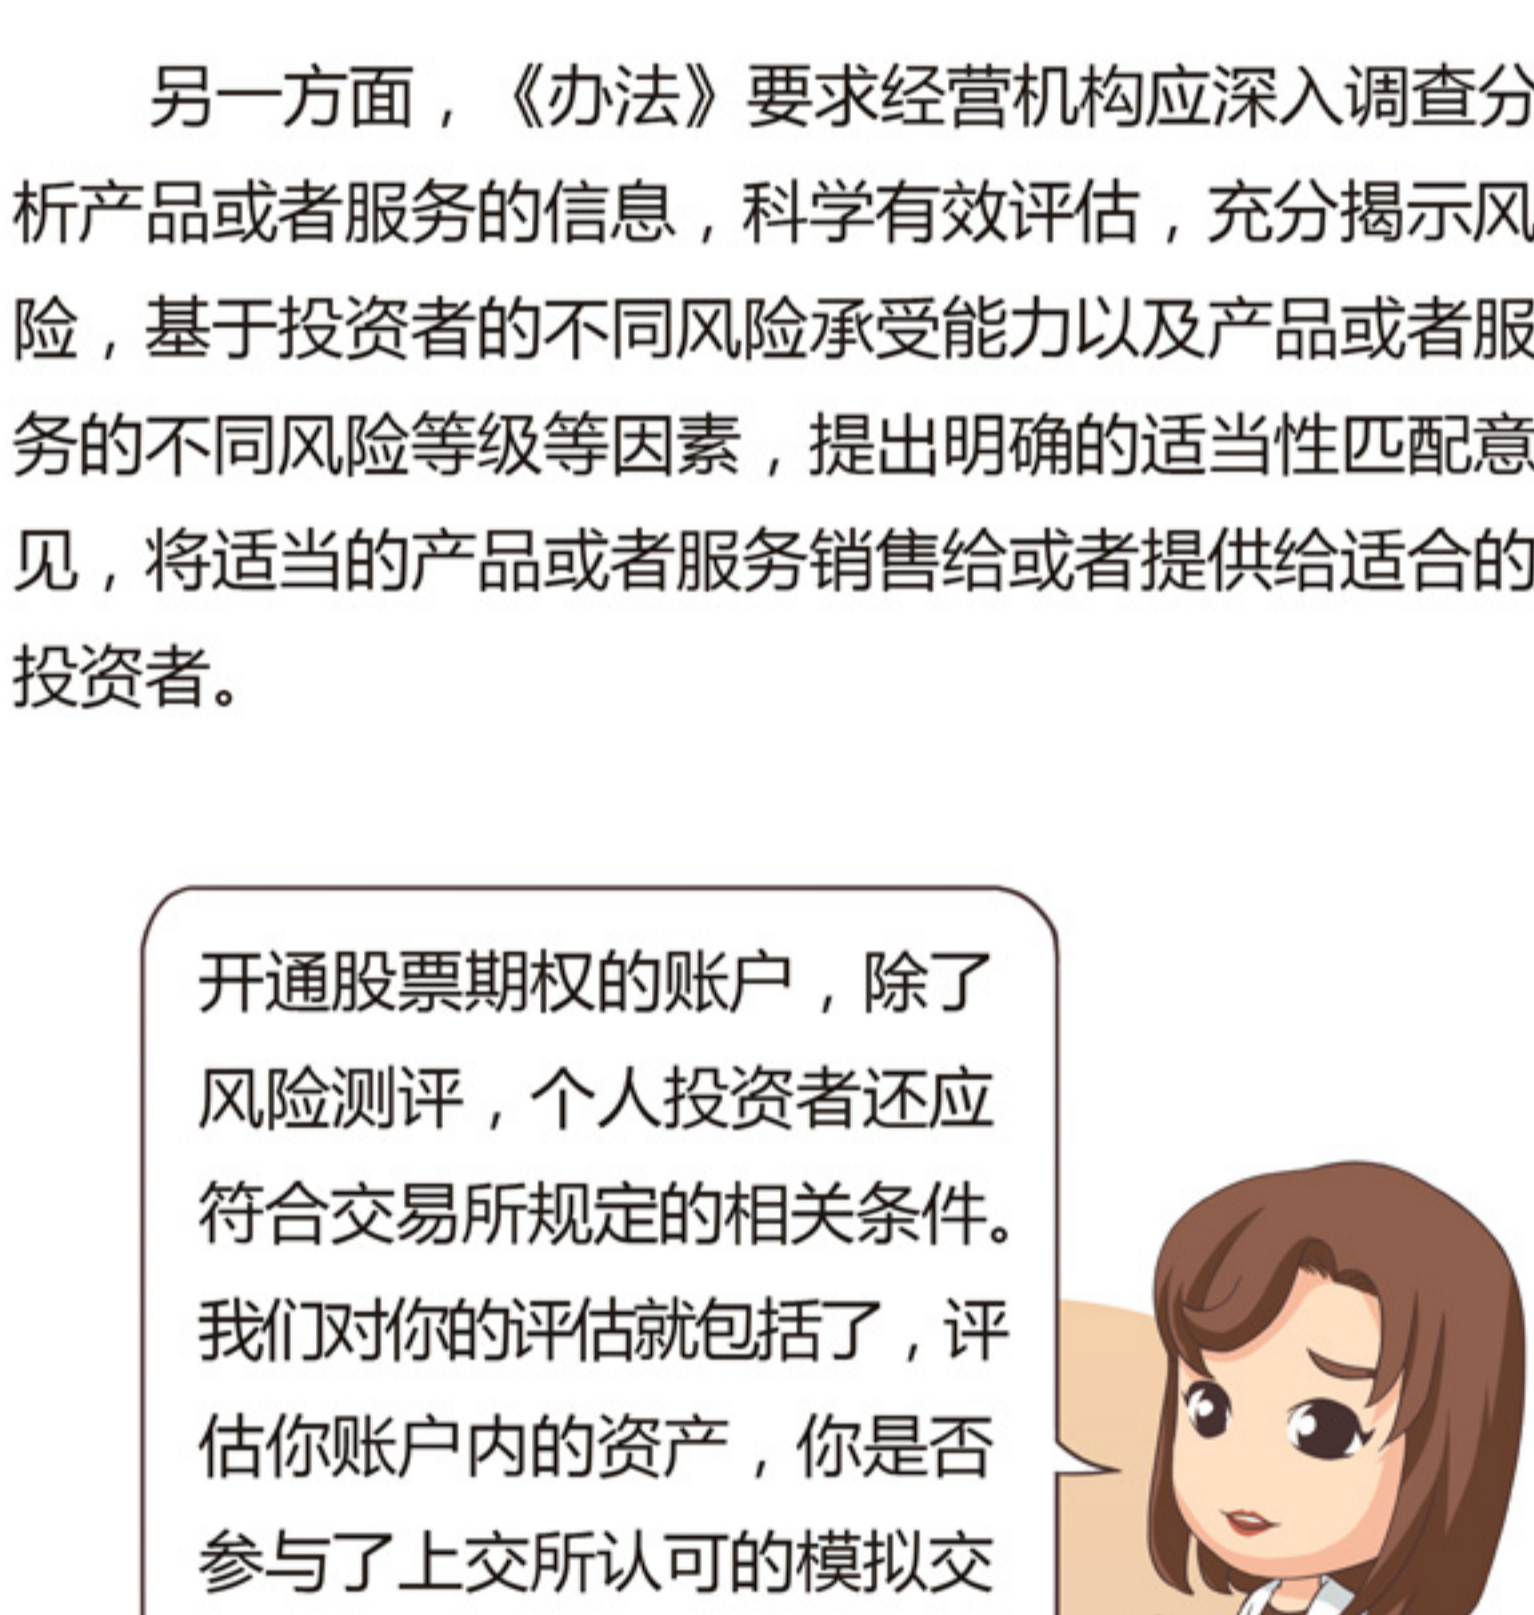 另一方面，《办法》要求经营机构应深入调查分
析产品或者服务的信息，科学有效评估，充分揭示风
险，基于投资者的不同风险承受能力以及产品或者服
务的不同风险等级等因素，提出明确的适当性匹配意
见，将适当的产品或者服务销售给或者提供给适合的
投资者。
开通股票期权的账户，除了
风险测评，个人投资者还应
符合交易所规定的相关条件。
我们对你的评估就包括了，评
估你账户内的资产，你是否
参与了上交所认可的模拟交